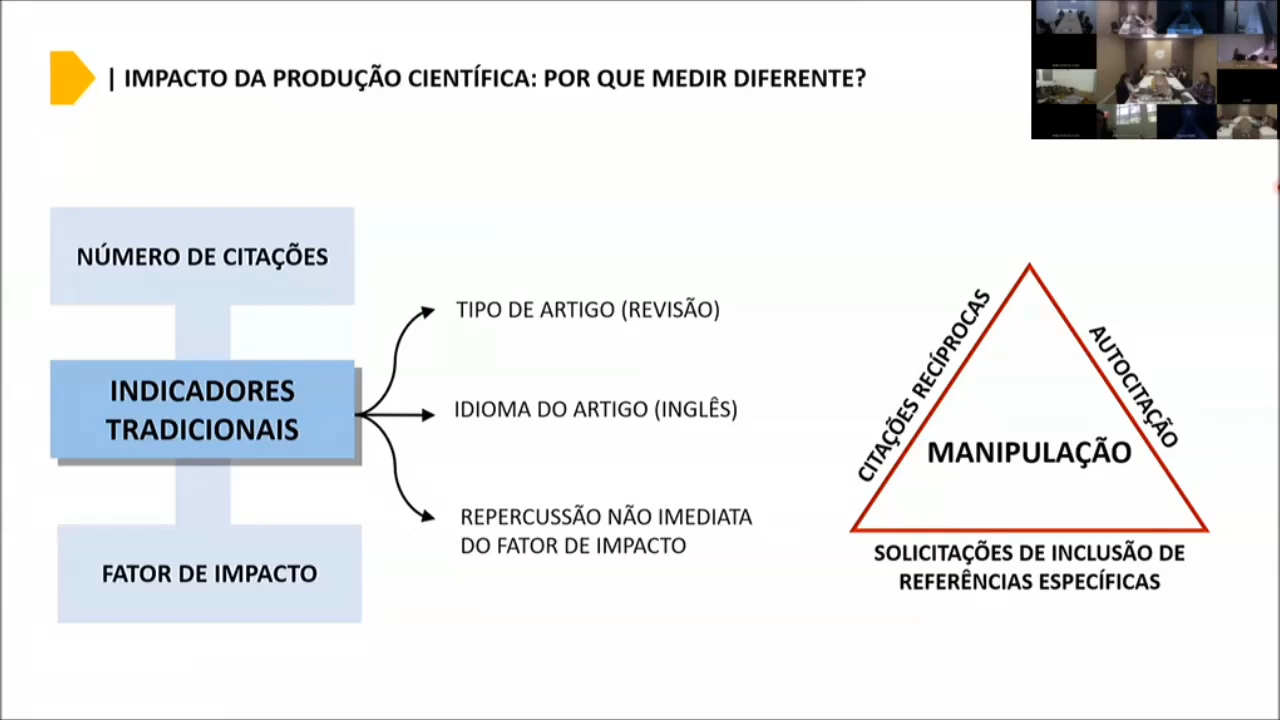 | IMPACTO DA PRODUÇÃO CIENTÍFICA: POR QUE MEDIR DIFERENTE?
NÚMERO DE CITAÇÕES
INDICADORES
TRADICIONAIS
FATOR DE IMPACTO
TIPO DE ARTIGO (REVISÃO)
IDIOMA DO ARTIGO (INGLÊS)
REPERCUSSÃO NÃO IMEDIATA
DO FATOR DE IMPACTO
CITAÇÕES RECÍPROCAS
AUTOCITAÇÃO
MANIPULAÇÃO
SOLICITAÇÕES DE INCLUSÃO DE
REFERÊNCIAS ESPECÍFICAS